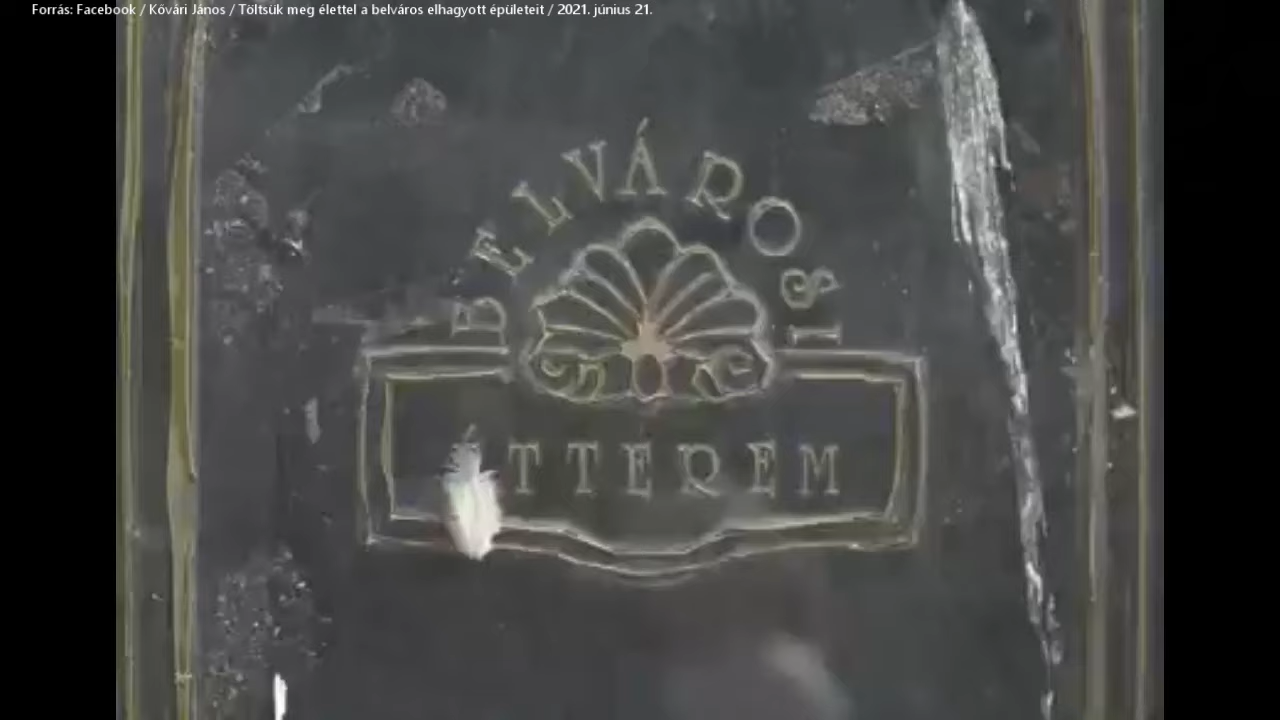 Forrás: Facebook / Kővári János / Töltsük meg élettel a belváros elhagyott épületeit / 2021. június 21.
BELVÁROSI
ÉTTEREM